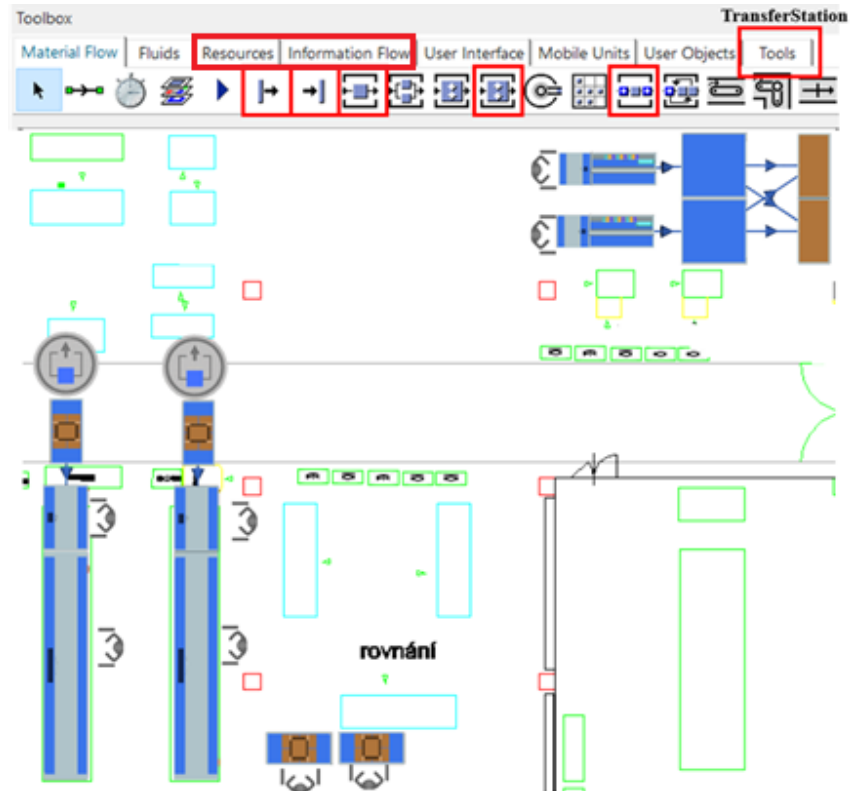 Toolbox TransferStation
Material Flow Fluids Resources Information Flow User Interface Mobile Units User Objects Tools
rovnání